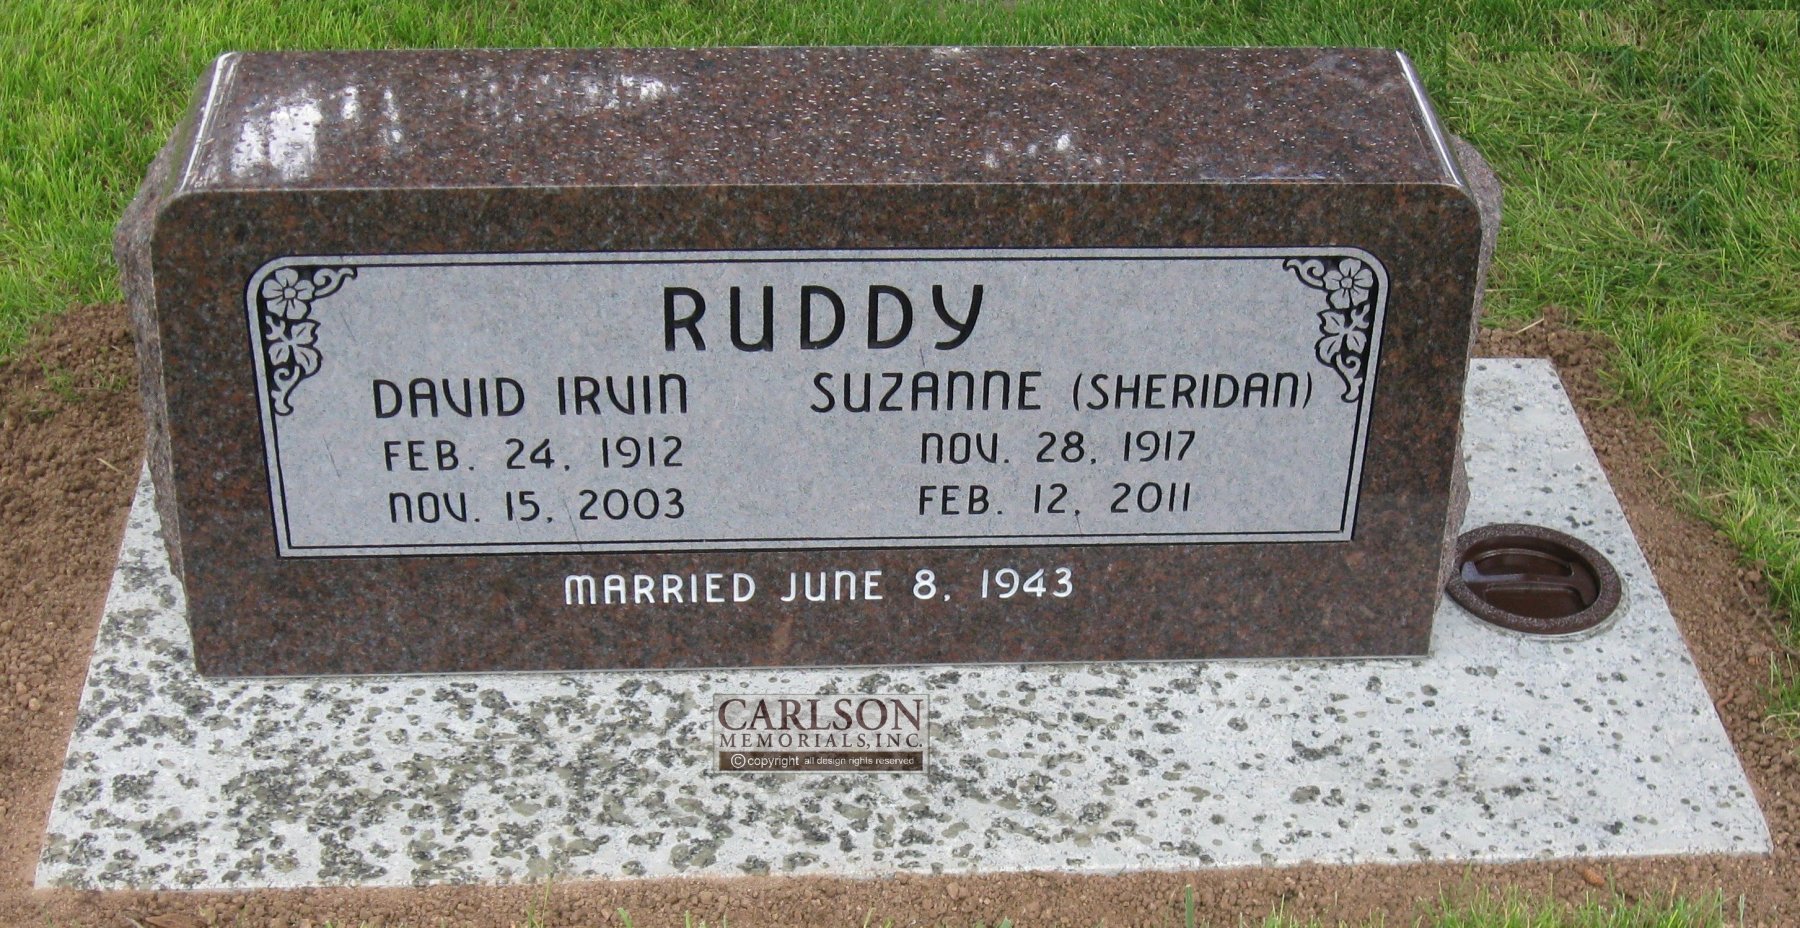 RUDDY
DAVID IRVIN
FEB. 24, 1912
NOV. 15, 2003
SUZANNE (SHERIDAN)
NOV. 28, 1917
FEB. 12, 2011
MARRIED JUNE 8, 1943
CARLSON
MEMORIALS, INC.
©copyright all design rights reserved